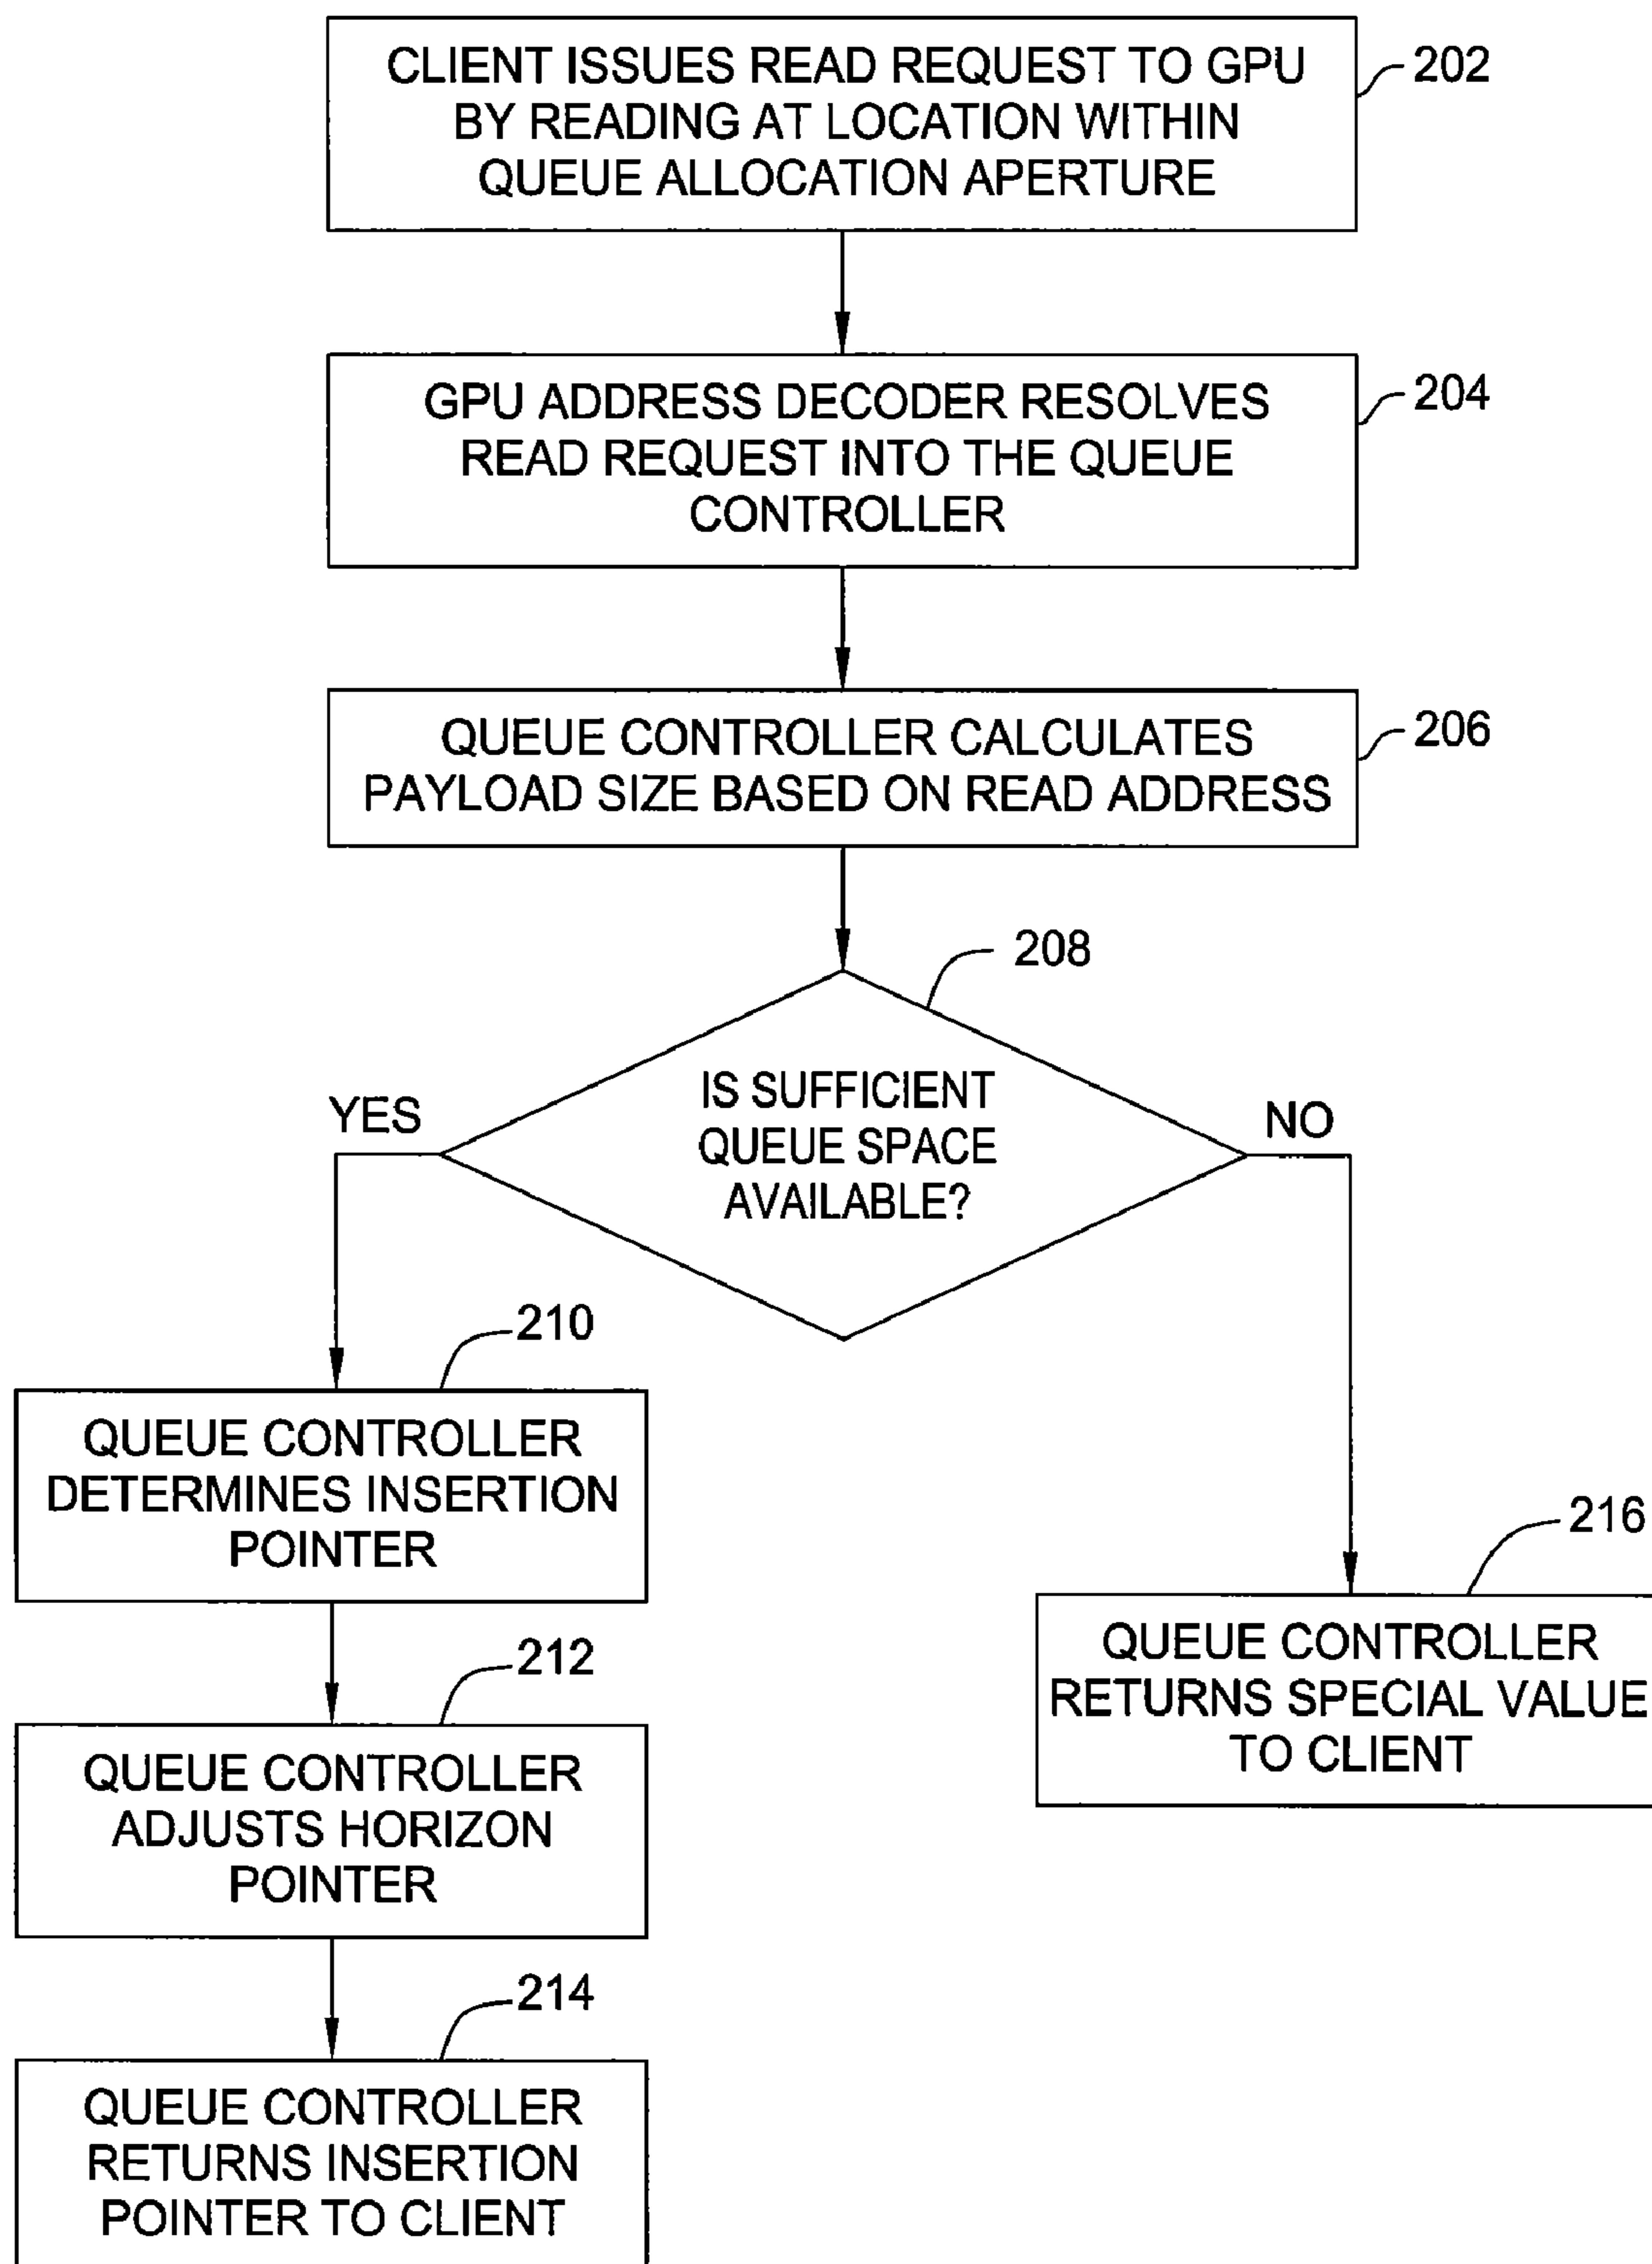 CLIENT ISSUES READ REQUEST TO GPU
BY READING AT LOCATION WITHIN
QUEUE ALLOCATION APERTURE
202
GPU ADDRESS DECODER RESOLVES
READ REQUEST INTO THE QUEUE
CONTROLLER
204
QUEUE CONTROLLER CALCULATES
PAYLOAD SIZE BASED ON READ ADDRESS
206
208
IS SUFFICIENT
QUEUE SPACE
AVAILABLE?
YES
NO
210
QUEUE CONTROLLER
DETERMINES INSERTION
POINTER
212
QUEUE CONTROLLER
ADJUSTS HORIZON
POINTER
214
QUEUE CONTROLLER
RETURNS INSERTION
POINTER TO CLIENT
216
QUEUE CONTROLLER
RETURNS SPECIAL VALUE
TO CLIENT